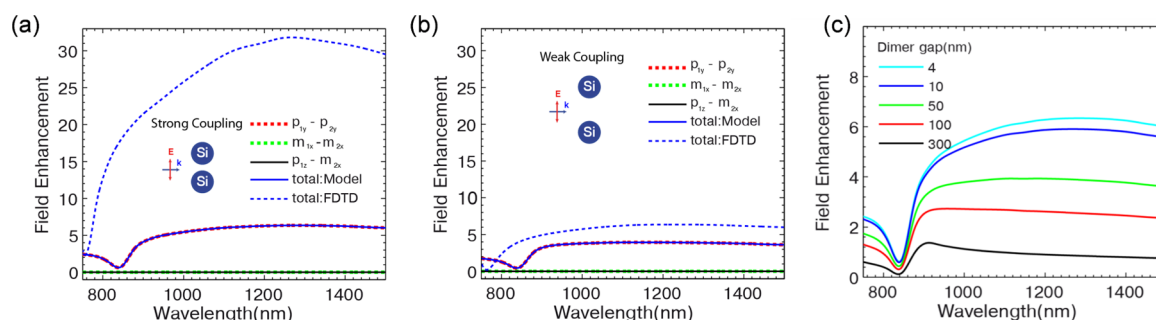 (a)
30
25
20
15
10
5
0
Field Enhancement
Strong Coupling
E
k
Si
Si
p1y - p2y
m1x - m2x
p1z - m2x
total:Model
total:FDTD
800
1000
1200
1400
Wavelength(nm)
(b)
30
25
20
15
10
5
0
Field Enhancement
Weak Coupling
E
k
Si
Si
p1y - p2y
m1x - m2x
p1z - m2x
total:Model
total:FDTD
800
1000
1200
1400
Wavelength(nm)
(c)
8
6
4
2
0
Field Enhancement
Dimer gap(nm)
4
10
50
100
300
800
1000
1200
1400
Wavelength(nm)